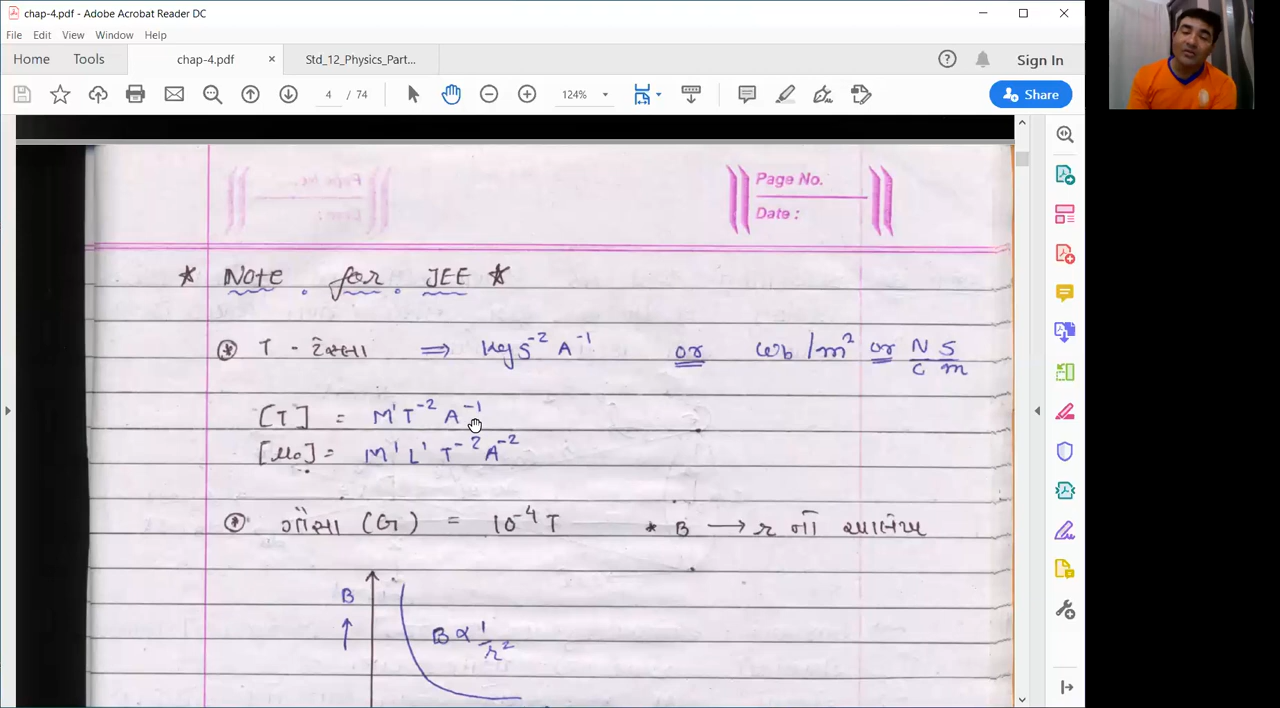 chap-4.pdf - Adobe Acrobat Reader DC
File Edit View Window Help
Home Tools chap-4.pdf × Std_12_Physics_Part... Sign In
4 / 74 124% Share
Page No.
Date :
* Note for JEE *
T - ટેસ્લા ⇒ Kg s⁻² A⁻¹ or wb/m² or N/C S/m
[T] = M¹ T⁻² A⁻¹
[μ₀] = M¹ L¹ T⁻² A⁻²
ગૉસ (G) = 10⁻⁴ T * B → r નો આલેખ
B
B ∝ 1/r²